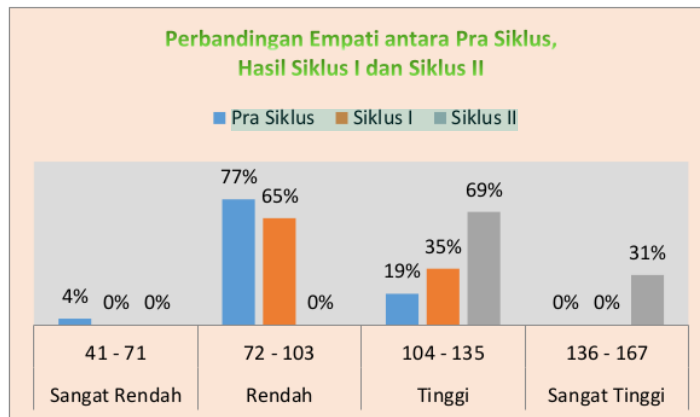 Perbandingan Empati antara Pra Siklus,
Hasil Siklus I dan Siklus II
Pra Siklus Siklus I Siklus II
4% 0% 0% 77% 65% 0% 19% 35% 69% 0% 0% 31%
41 - 71 72 - 103 104 - 135 136 - 167
Sangat Rendah Rendah Tinggi Sangat Tinggi